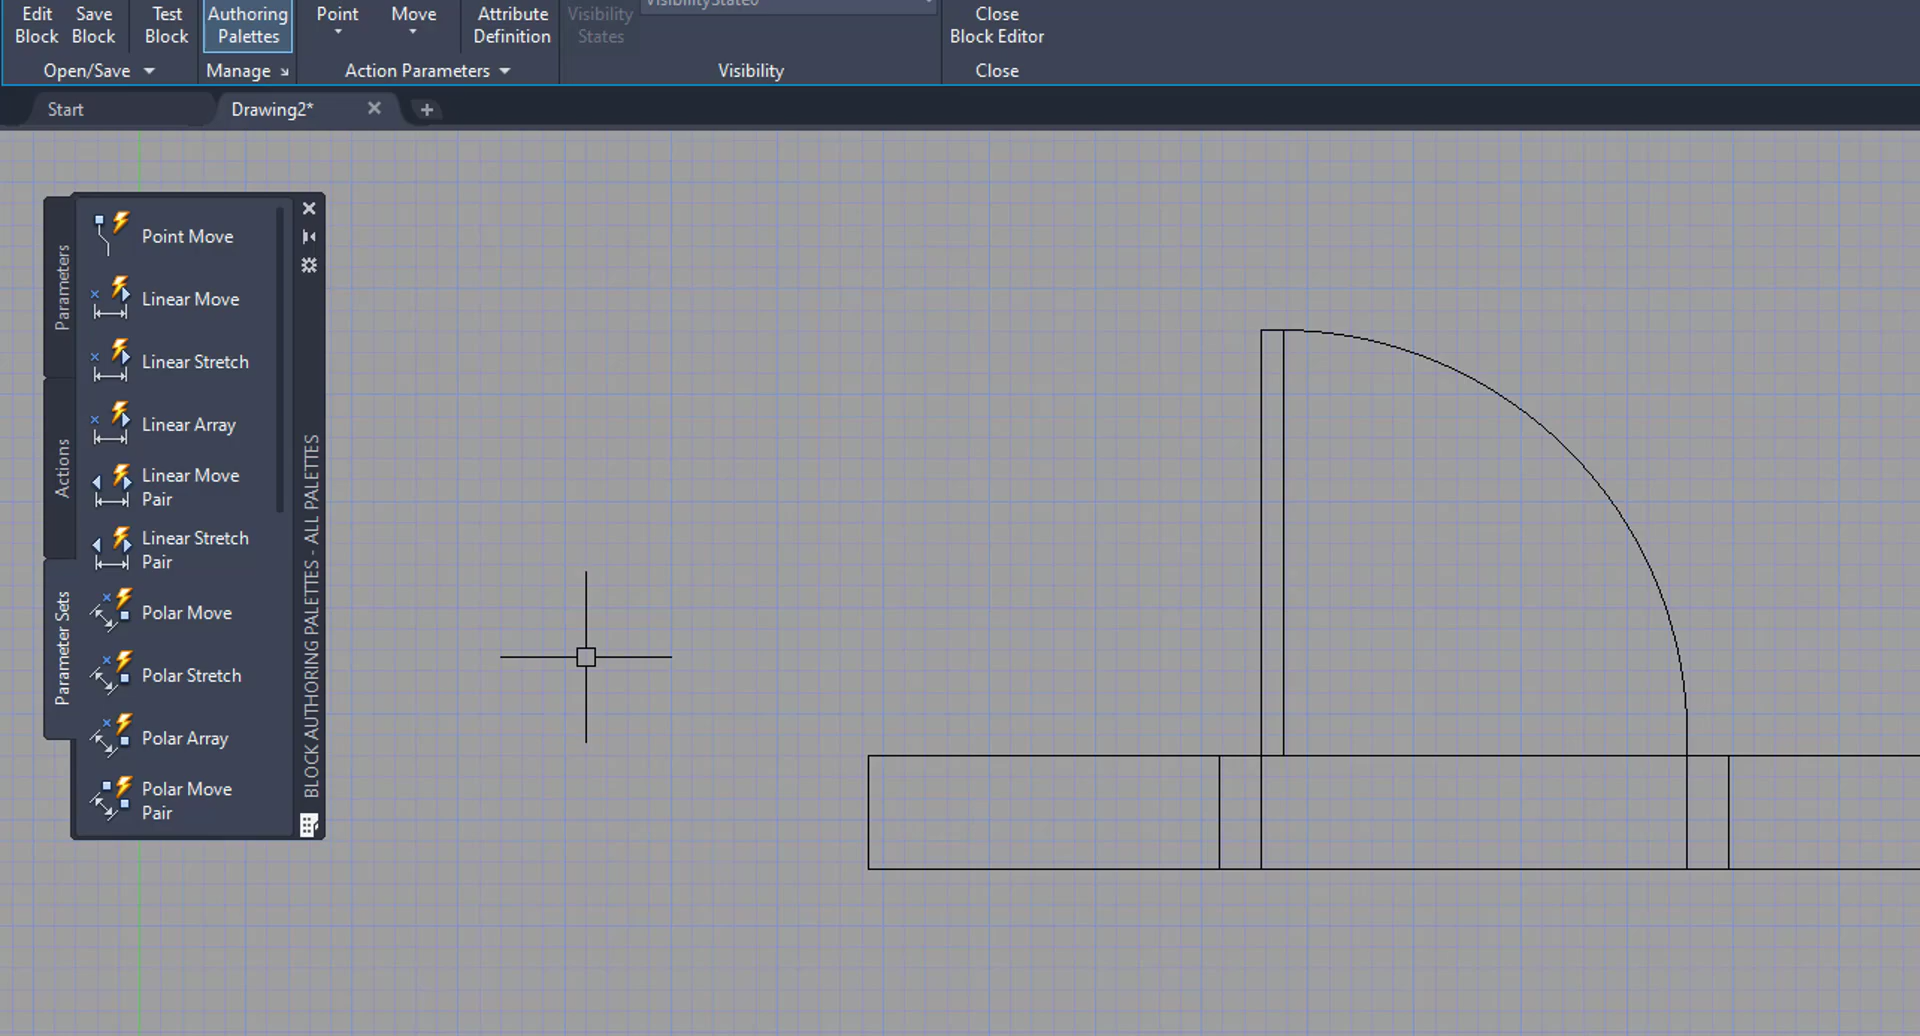 Edit Save Test Authoring Point Move Attribute Visibility VisibilityState0 Close
Block Block Block Palettes Definition States Block Editor
Open/Save Manage Action Parameters Visibility Close
Start Drawing2*
Parameters
Actions
Parameter Sets
Point Move
Linear Move
Linear Stretch
Linear Array
Linear Move
Pair
Linear Stretch
Pair
Polar Move
Polar Stretch
Polar Array
Polar Move
Pair
BLOCK AUTHORING PALETTES - ALL PALETTES